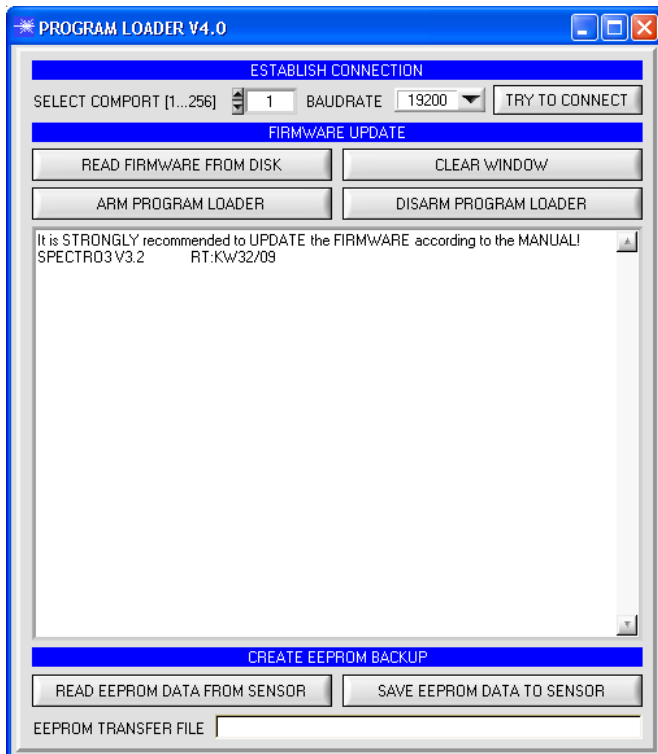 PROGRAM LOADER V4.0
ESTABLISH CONNECTION
SELECT COMPORT [1...256] 1 BAUDRATE 19200 TRY TO CONNECT
FIRMWARE UPDATE
READ FIRMWARE FROM DISK CLEAR WINDOW
ARM PROGRAM LOADER DISARM PROGRAM LOADER
It is STRONGLY recommended to UPDATE the FIRMWARE according to the MANUAL!
SPECTRO3 V3.2 RT:KW32/09
CREATE EEPROM BACKUP
READ EEPROM DATA FROM SENSOR SAVE EEPROM DATA TO SENSOR
EEPROM TRANSFER FILE